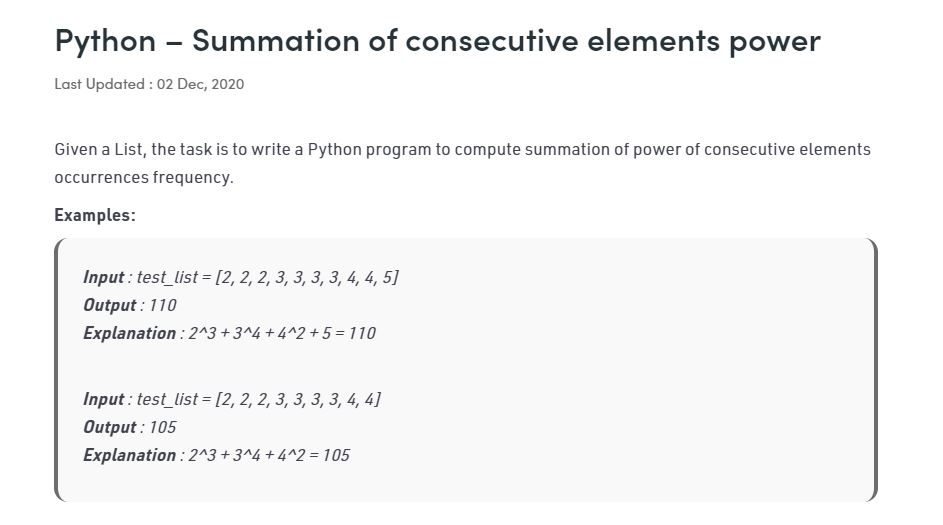 Python – Summation of consecutive elements power
Last Updated : 02 Dec, 2020
Given a List, the task is to write a Python program to compute summation of power of consecutive elements
occurrences frequency.
Examples:
Input : test_list = [2, 2, 2, 3, 3, 3, 3, 4, 4, 5]
Output : 110
Explanation : 2^3 + 3^4 + 4^2 + 5 = 110
Input : test_list = [2, 2, 2, 3, 3, 3, 3, 4, 4]
Output : 105
Explanation : 2^3 + 3^4 + 4^2 = 105